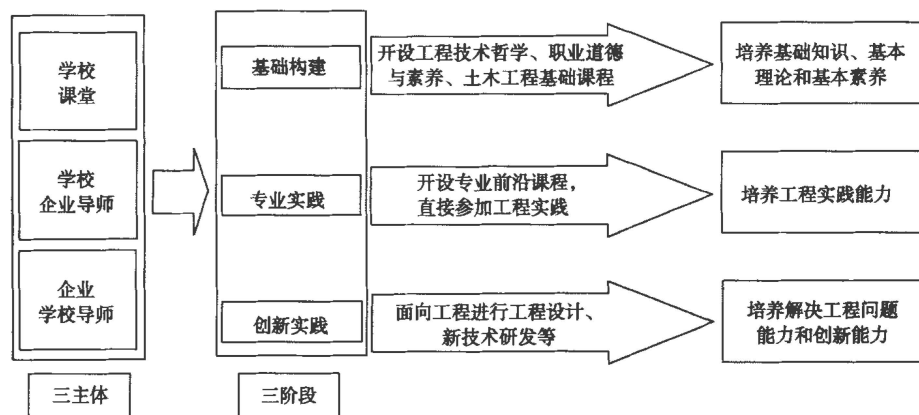 学校
课堂
学校
企业导师
企业
学校导师
三主体
基础构建
专业实践
创新实践
三阶段
开设工程技术哲学、职业道德
与素养、土木工程基础课程
开设专业前沿课程，
直接参加工程实践
面向工程进行工程设计、
新技术研发等
培养基础知识、基本
理论和基本素养
培养工程实践能力
培养解决工程问题
能力和创新能力